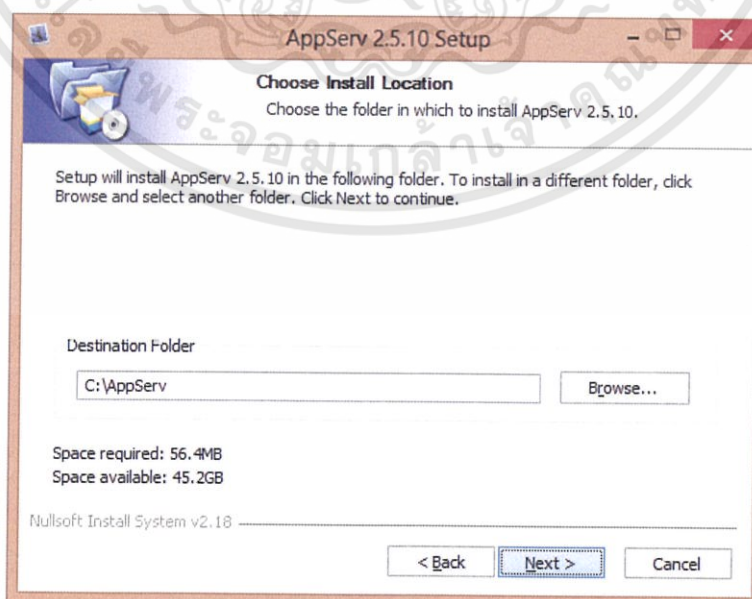 AppServ 2.5.10 Setup
Choose Install Location
Choose the folder in which to install AppServ 2.5.10.
Setup will install AppServ 2.5.10 in the following folder. To install in a different folder, click
Browse and select another folder. Click Next to continue.
Destination Folder
C:\AppServ
Browse...
Space required: 56.4MB
Space available: 45.2GB
Nullsoft Install System v2.18
< Back
Next >
Cancel